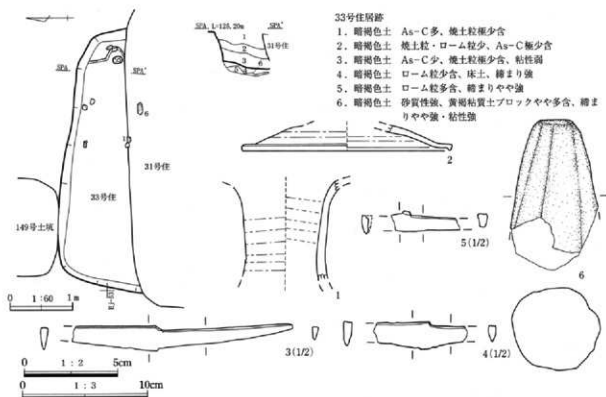 33号住居跡
1. 暗褐色土 As-C多、焼土粒極少含
2. 暗褐色土 焼土粒・ローム粒少、As-C極少含
3. 暗褐色土 As-C少、焼土粒極少含、粘性弱
4. 暗褐色土 ローム粒少含、床土、締まり強
5. 暗褐色土 ローム粒多含、締まりやや強
6. 暗褐色土 砂質性強、黄褐粘質土ブロックやや多含、締ま
りやや強・粘性強
SPA. L=125.20m SPA'
31号住
1
2
3
6
SPA
SPA'
6
31号住
33号住
149号土坑
0 1:60 1m
2
1
5(1/2)
6
3(1/2)
4(1/2)
0 1:2 5cm
0 1:3 10cm